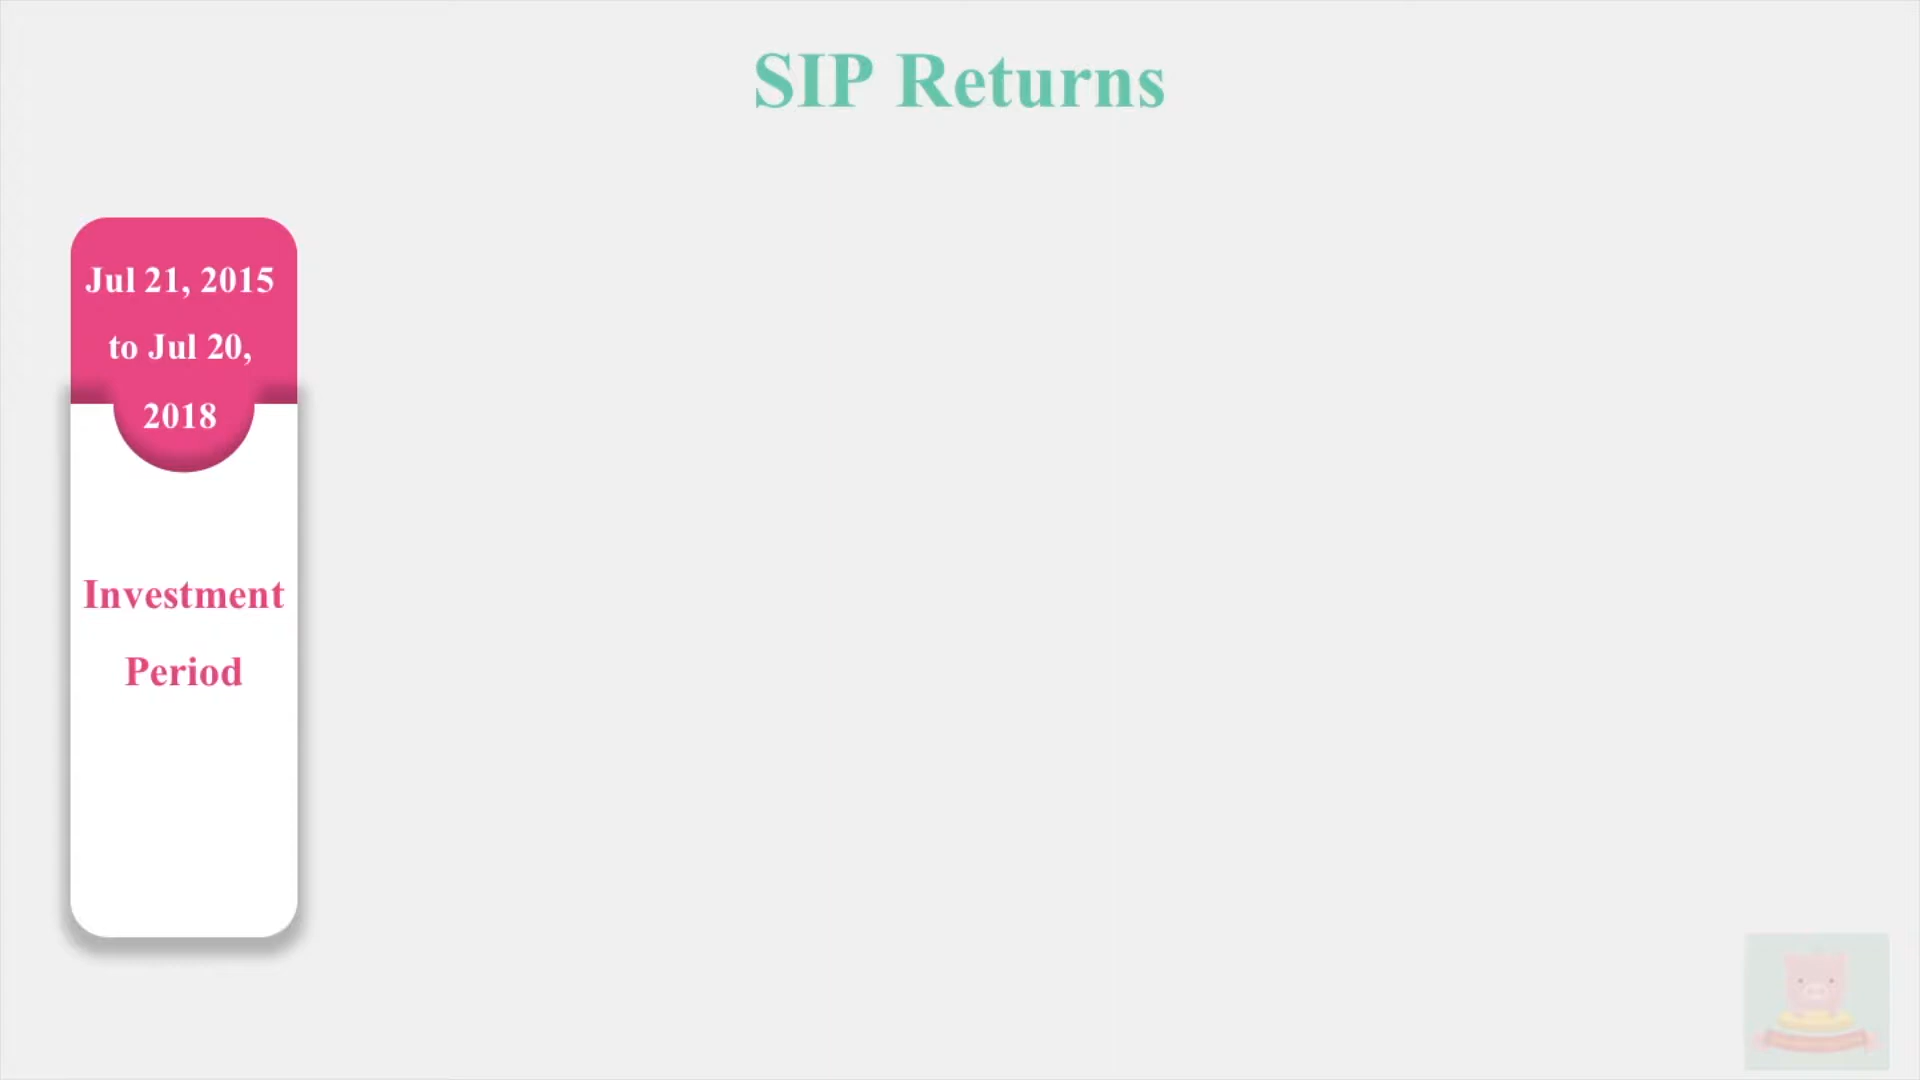 SIP Returns
Jul 21, 2015
to Jul 20,
2018
Investment
Period